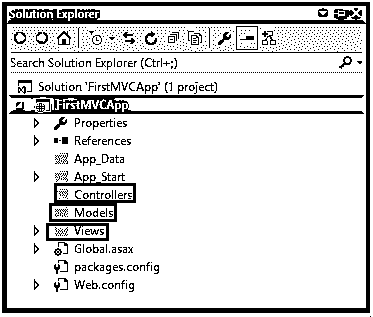 Solution Explorer
Search Solution Explorer (Ctrl+;)
Solution 'FirstMVCApp' (1 project)
FirstMVCApp
Properties
References
App_Data
App_Start
Controllers
Models
Views
Global.asax
packages.config
Web.config